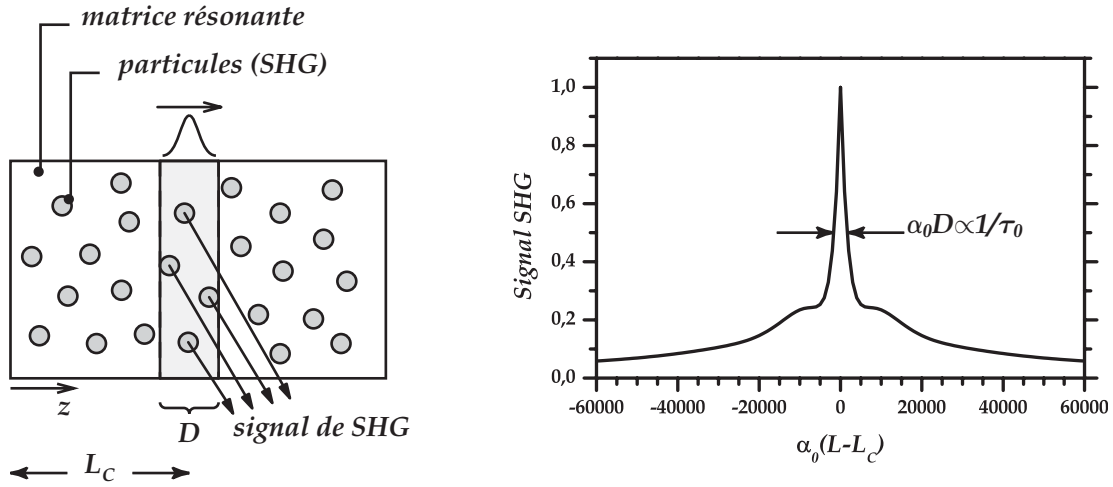 matrice résonante
particules (SHG)
z
D
signal de SHG
L_C
Signal SHG
1,0
0,8
0,6
0,4
0,2
0,0
α₀D∝1/τ₀
-60000 -40000 -20000 0 20000 40000 60000
α₀(L-L_C)